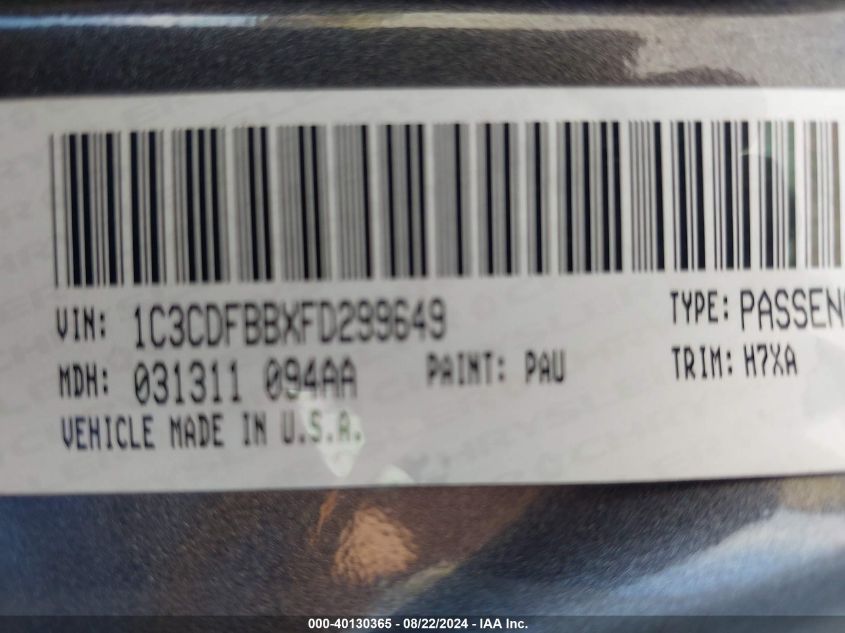 VIN: 1C3CDFBBXFD299649 TYPE: PASSEN
MDH: 031311 094AA PAINT: PAU TRIM: H7XA
VEHICLE MADE IN U.S.A.
000-40130365 - 08/22/2024 - IAA Inc.